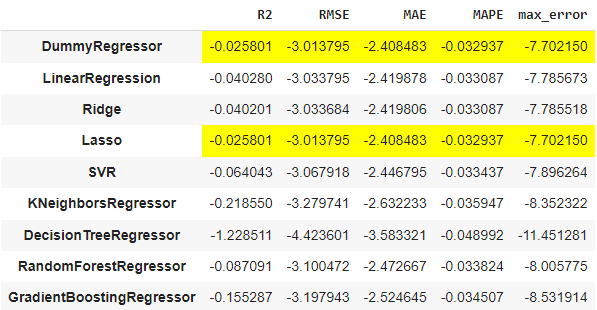 R2 RMSE MAE MAPE max_error
DummyRegressor -0.025801 -3.013795 -2.408483 -0.032937 -7.702150
LinearRegression -0.040280 -3.033795 -2.419878 -0.033087 -7.785673
Ridge -0.040201 -3.033684 -2.419806 -0.033087 -7.785518
Lasso -0.025801 -3.013795 -2.408483 -0.032937 -7.702150
SVR -0.064043 -3.067918 -2.446795 -0.033437 -7.896264
KNeighborsRegressor -0.218550 -3.279741 -2.632233 -0.035947 -8.352322
DecisionTreeRegressor -1.228511 -4.423601 -3.583321 -0.048992 -11.451281
RandomForestRegressor -0.087091 -3.100472 -2.472667 -0.033824 -8.005775
GradientBoostingRegressor -0.155287 -3.197943 -2.524645 -0.034507 -8.531914